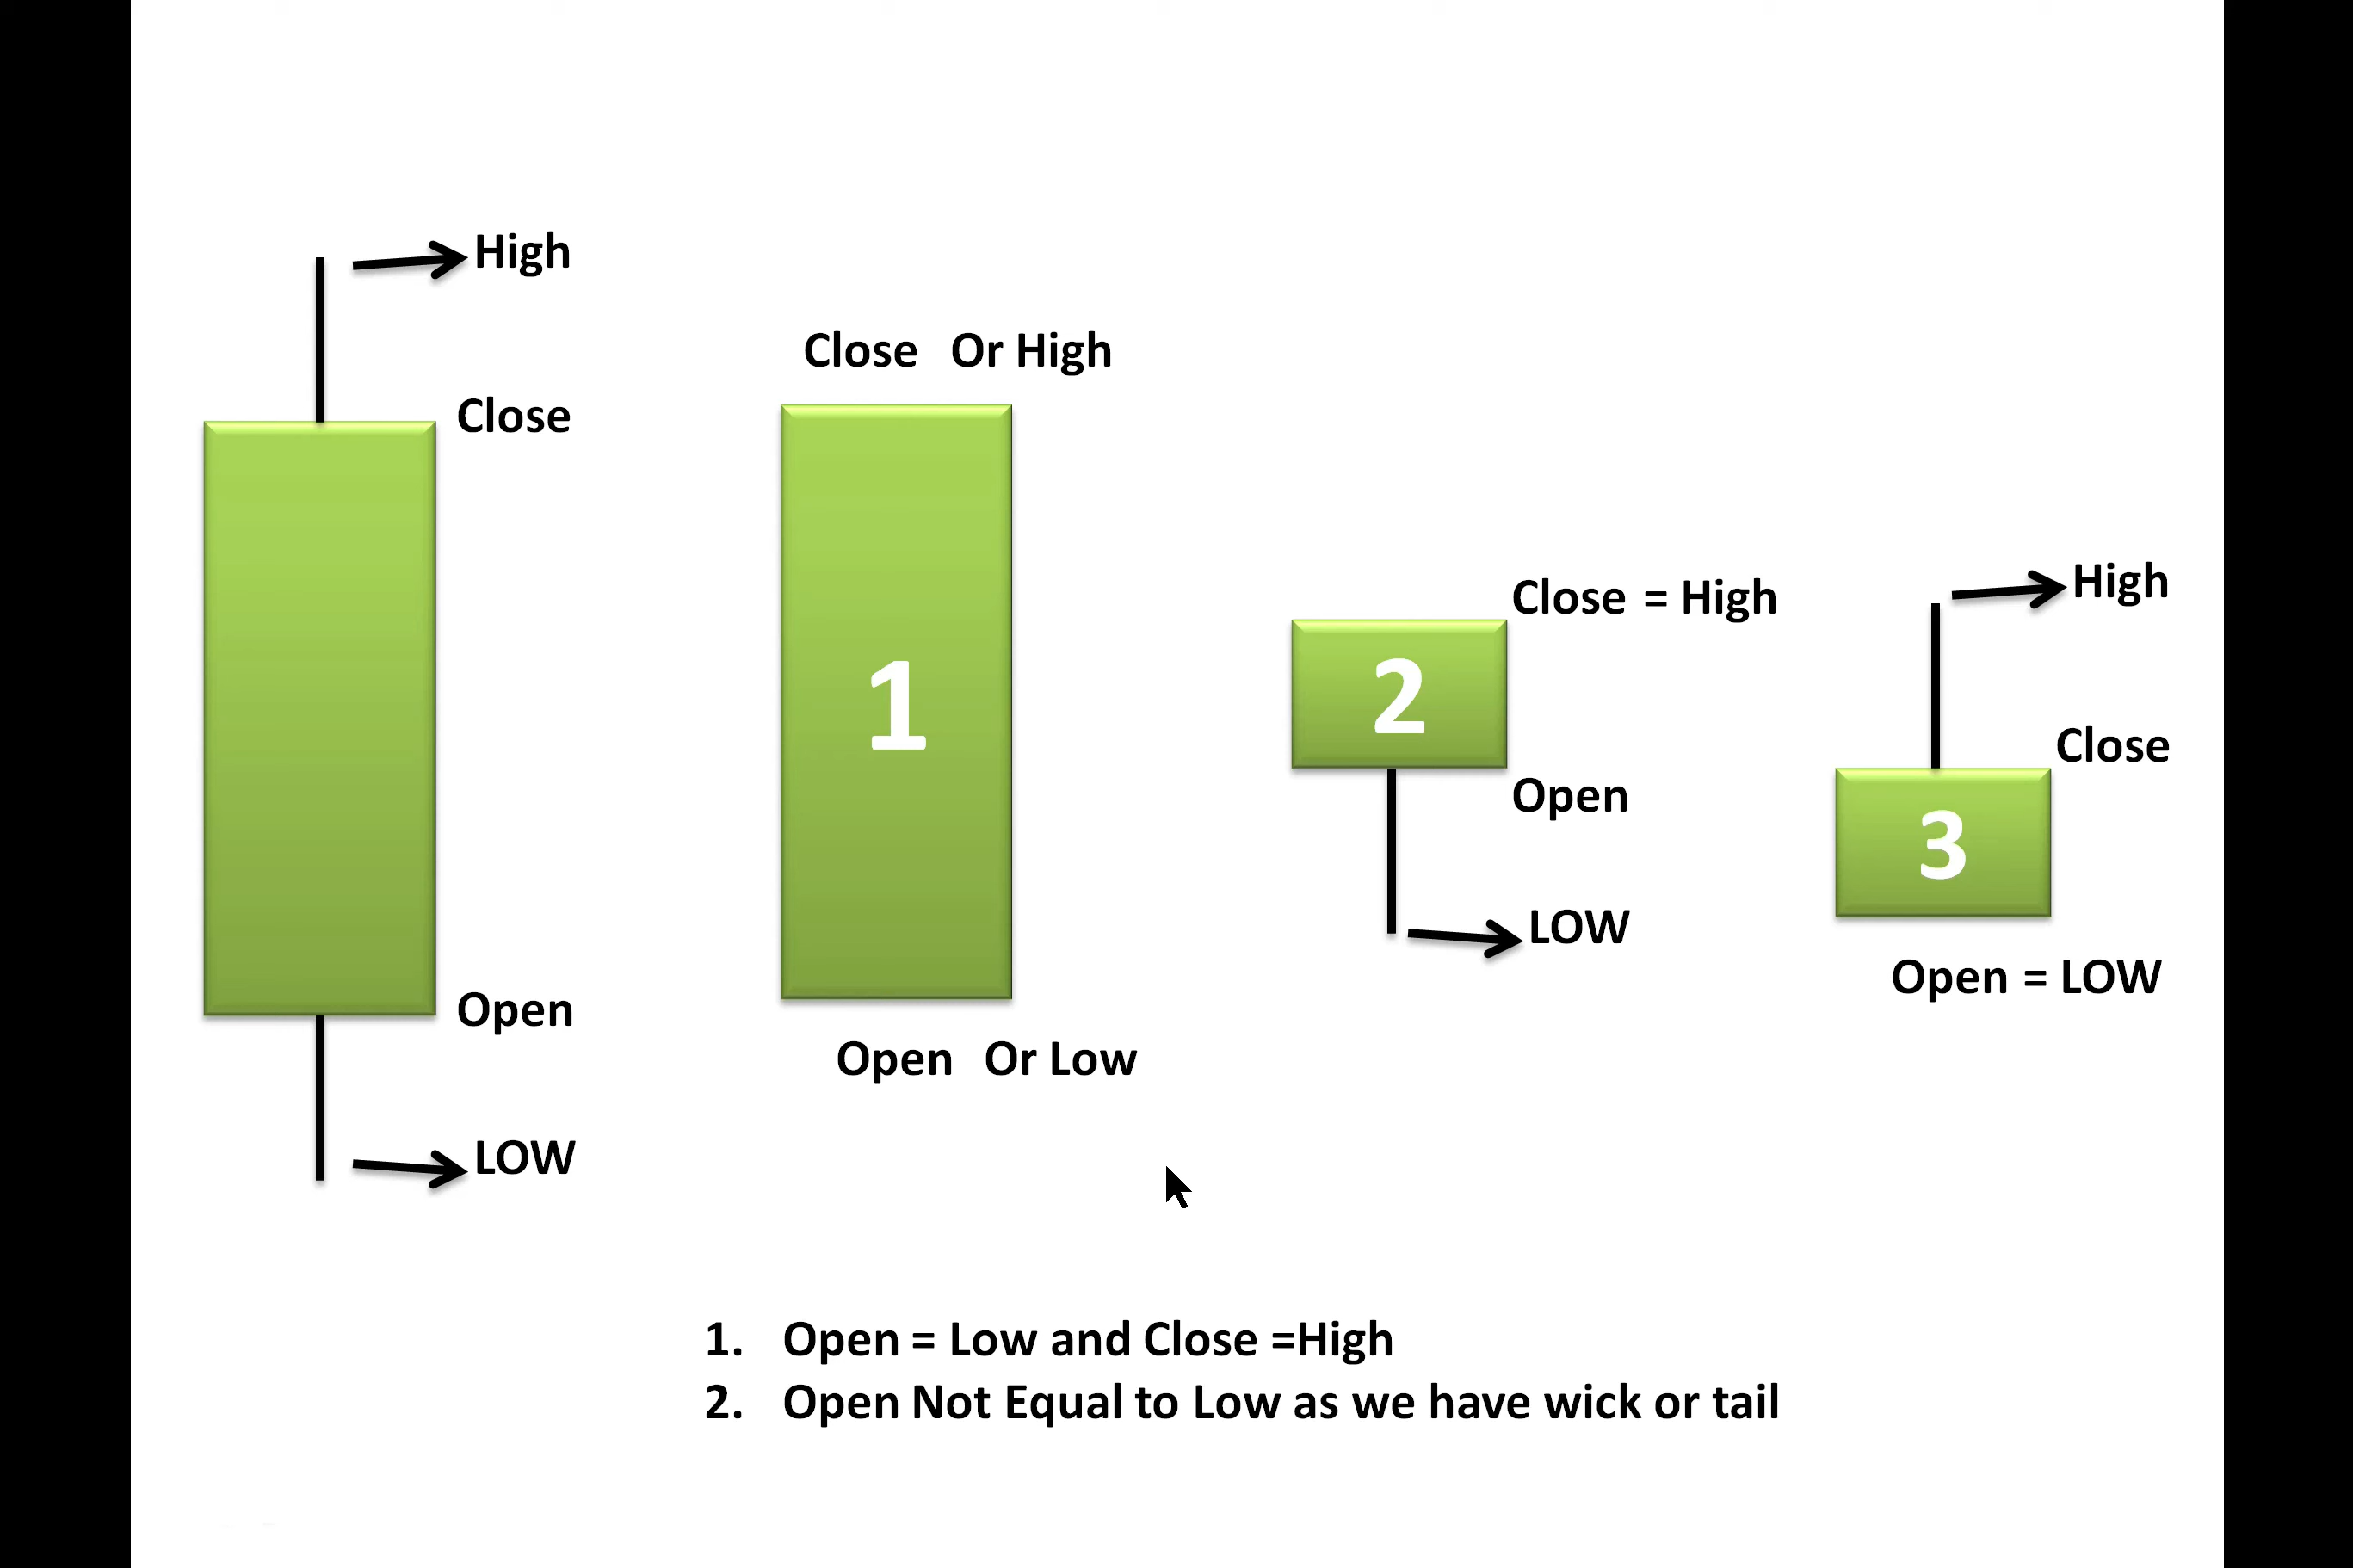 High
Close
Open
LOW
Close Or High
1
Open Or Low
Close = High
2
Open
LOW
High
Close
3
Open = LOW
1. Open = Low and Close =High
2. Open Not Equal to Low as we have wick or tail